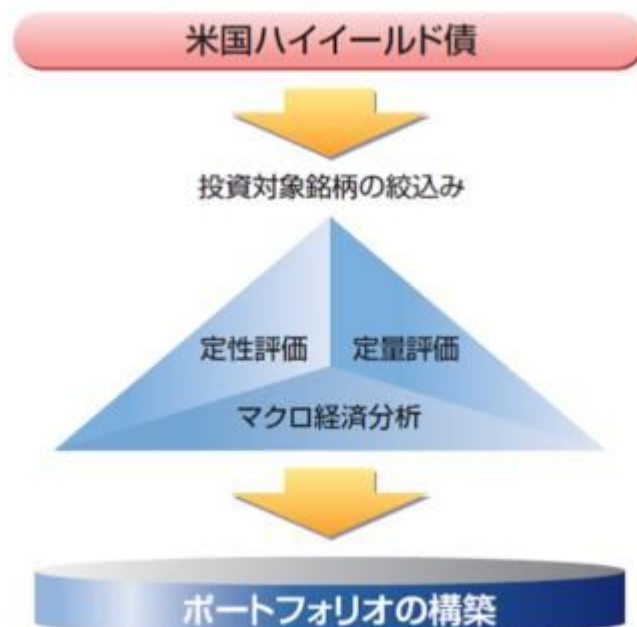 米国ハイイールド債
投資対象銘柄の絞込み
定性評価 定量評価
マクロ経済分析
ポートフォリオの構築